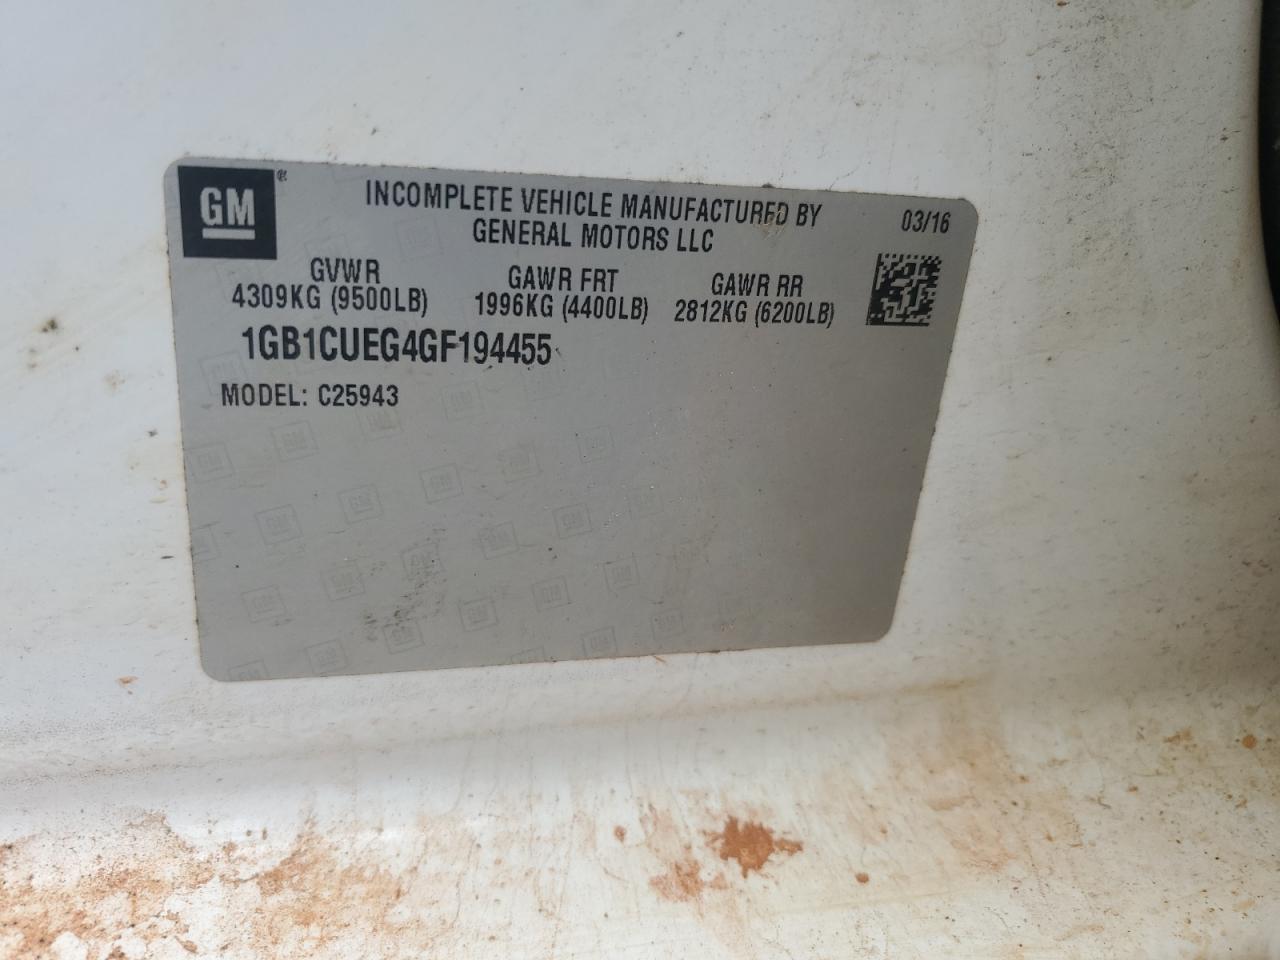 GM®
INCOMPLETE VEHICLE MANUFACTURED BY
GENERAL MOTORS LLC
03/16
GVWR GAWR FRT GAWR RR
4309KG (9500LB) 1996KG (4400LB) 2812KG (6200LB)
1GB1CUEG4GF194455
MODEL: C25943